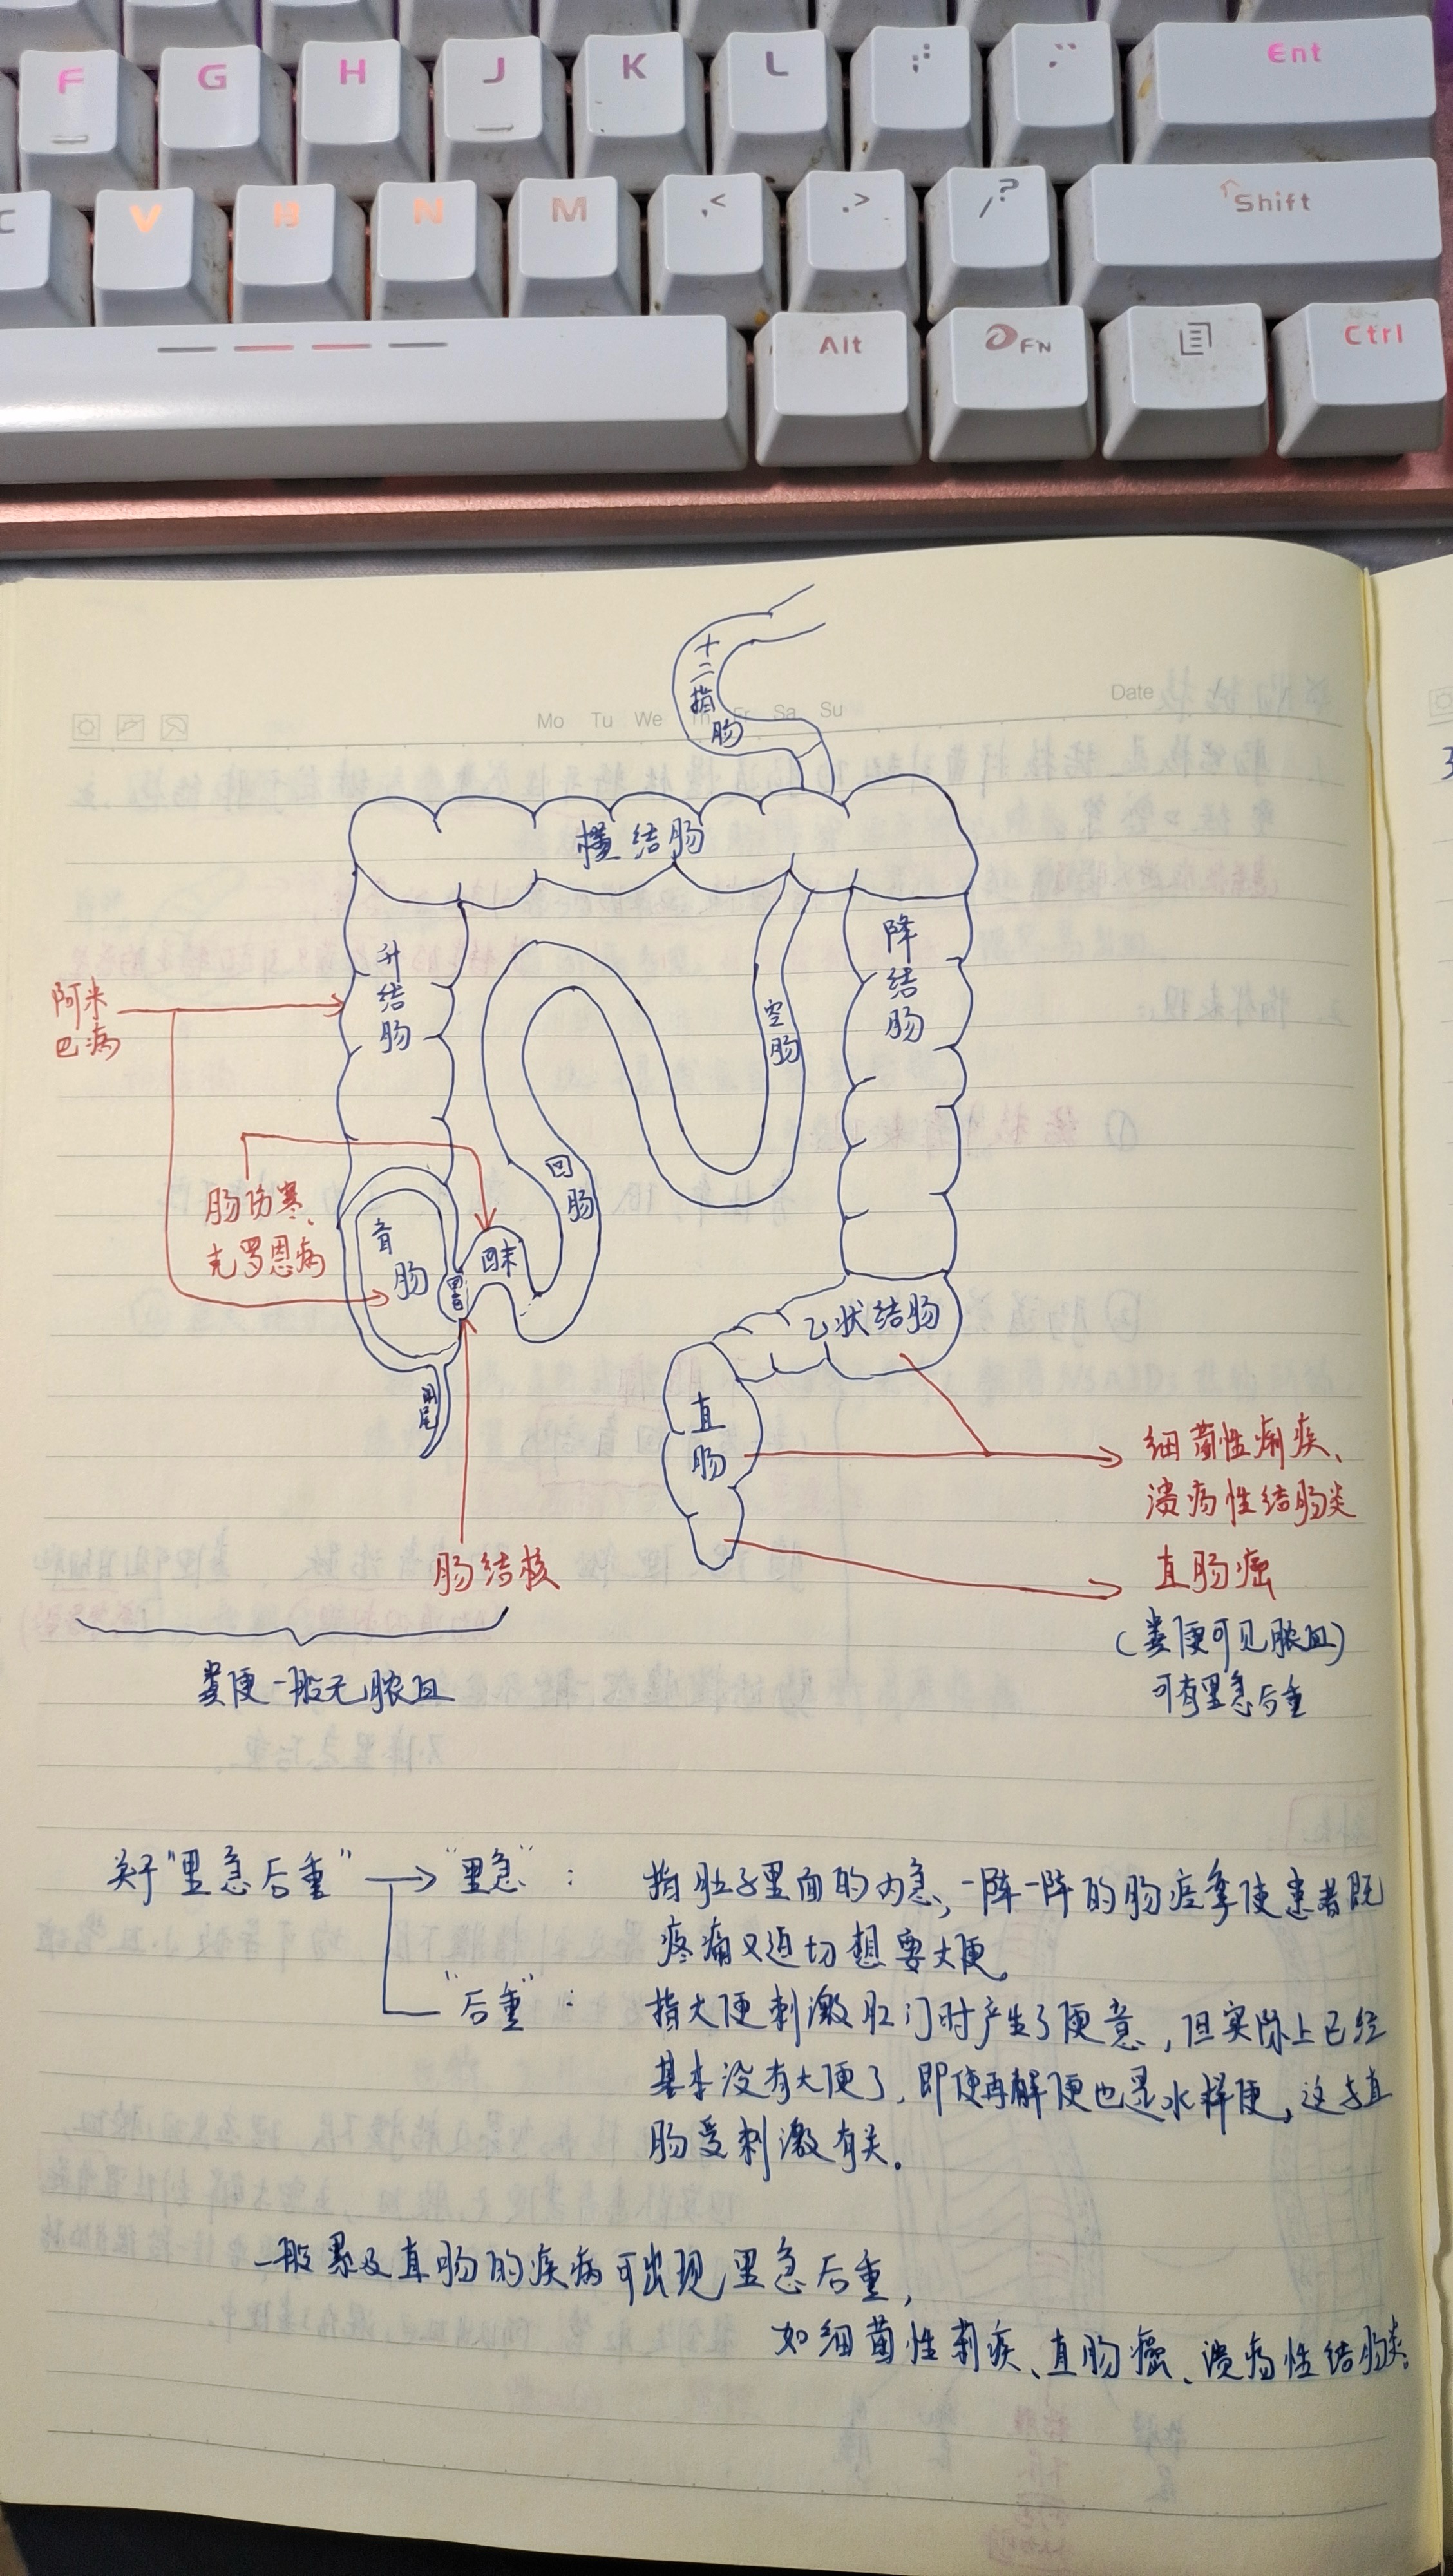 F G H J K L ; : Ent
C V B N M , < . > / ? Shift
Alt FN Ctrl
Mo Tu We Th Fr Sa Su
Date
十二指肠
横结肠
升结肠
降结肠
空肠
阿米巴病
回肠
肠伤寒、
克罗恩病
盲肠
回末
回盲
乙状结肠
阑尾
直肠
细菌性痢疾、
溃疡性结肠炎
肠结核
直肠癌
(粪便可见脓血)
可有里急后重
粪便一般无脓血
关于"里急后重" → "里急" : 指肚子里面的内急,一阵一阵的肠痉挛使患者既
疼痛又迫切想要大便。
"后重" : 指大便刺激肛门时产生了便意,但实际上已经
基本没有大便了,即使再解便也是水样便,这与直
肠受刺激有关。
一般累及直肠的疾病可出现里急后重,
如细菌性痢疾、直肠癌、溃疡性结肠炎。